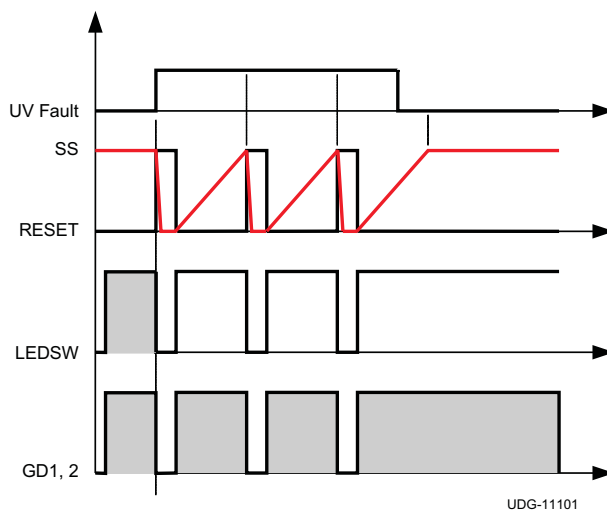 UV Fault
SS
RESET
LEDSW
GD1, 2
UDG-11101